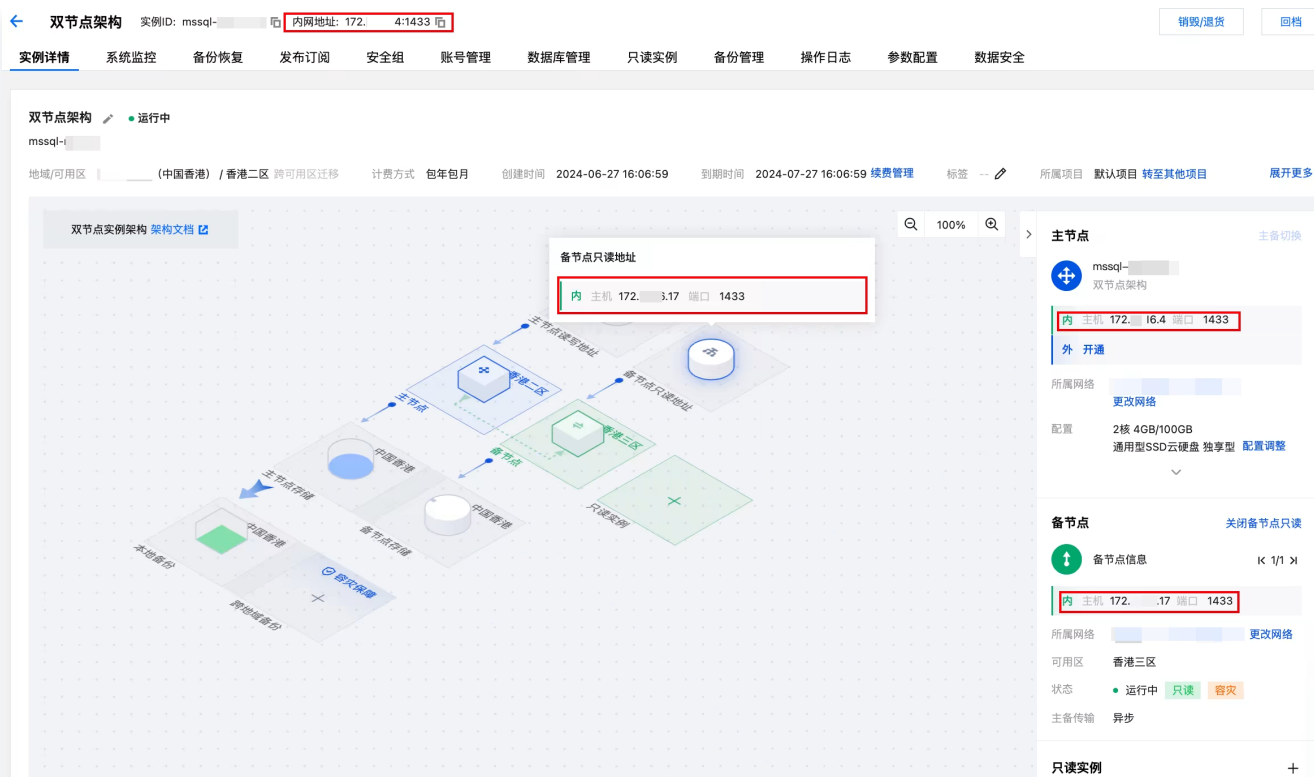 双节点架构 实例ID: mssql- 内网地址: 172. 4:1433 销毁/退货 回档
实例详情 系统监控 备份恢复 发布订阅 安全组 账号管理 数据库管理 只读实例 备份管理 操作日志 参数配置 数据安全
双节点架构 运行中
mssql-
地域/可用区 (中国香港) / 香港二区 跨可用区迁移 计费方式 包年包月 创建时间 2024-06-27 16:06:59 到期时间 2024-07-27 16:06:59 续费管理 标签 -- 所属项目 默认项目 转至其他项目 展开更多
双节点实例架构 架构文档
100%
备节点只读地址
内 主机 172. 6.17 端口 1433
主节点读写地址
备节点只读地址
香港二区
主节点
香港三区
备节点
中国香港
主节点存储
中国香港
备节点存储
只读实例
中国香港
本地备份
容灾保障
跨地域备份
主节点 主备切换
mssql-
双节点架构
内 主机 172. 16.4 端口 1433
外 开通
所属网络
更改网络
配置 2核 4GB/100GB
通用型SSD云硬盘 独享型 配置调整
备节点 关闭备节点只读
备节点信息 1/1
内 主机 172. .17 端口 1433
所属网络 更改网络
可用区 香港三区
状态 运行中 只读 容灾
主备传输 异步
只读实例